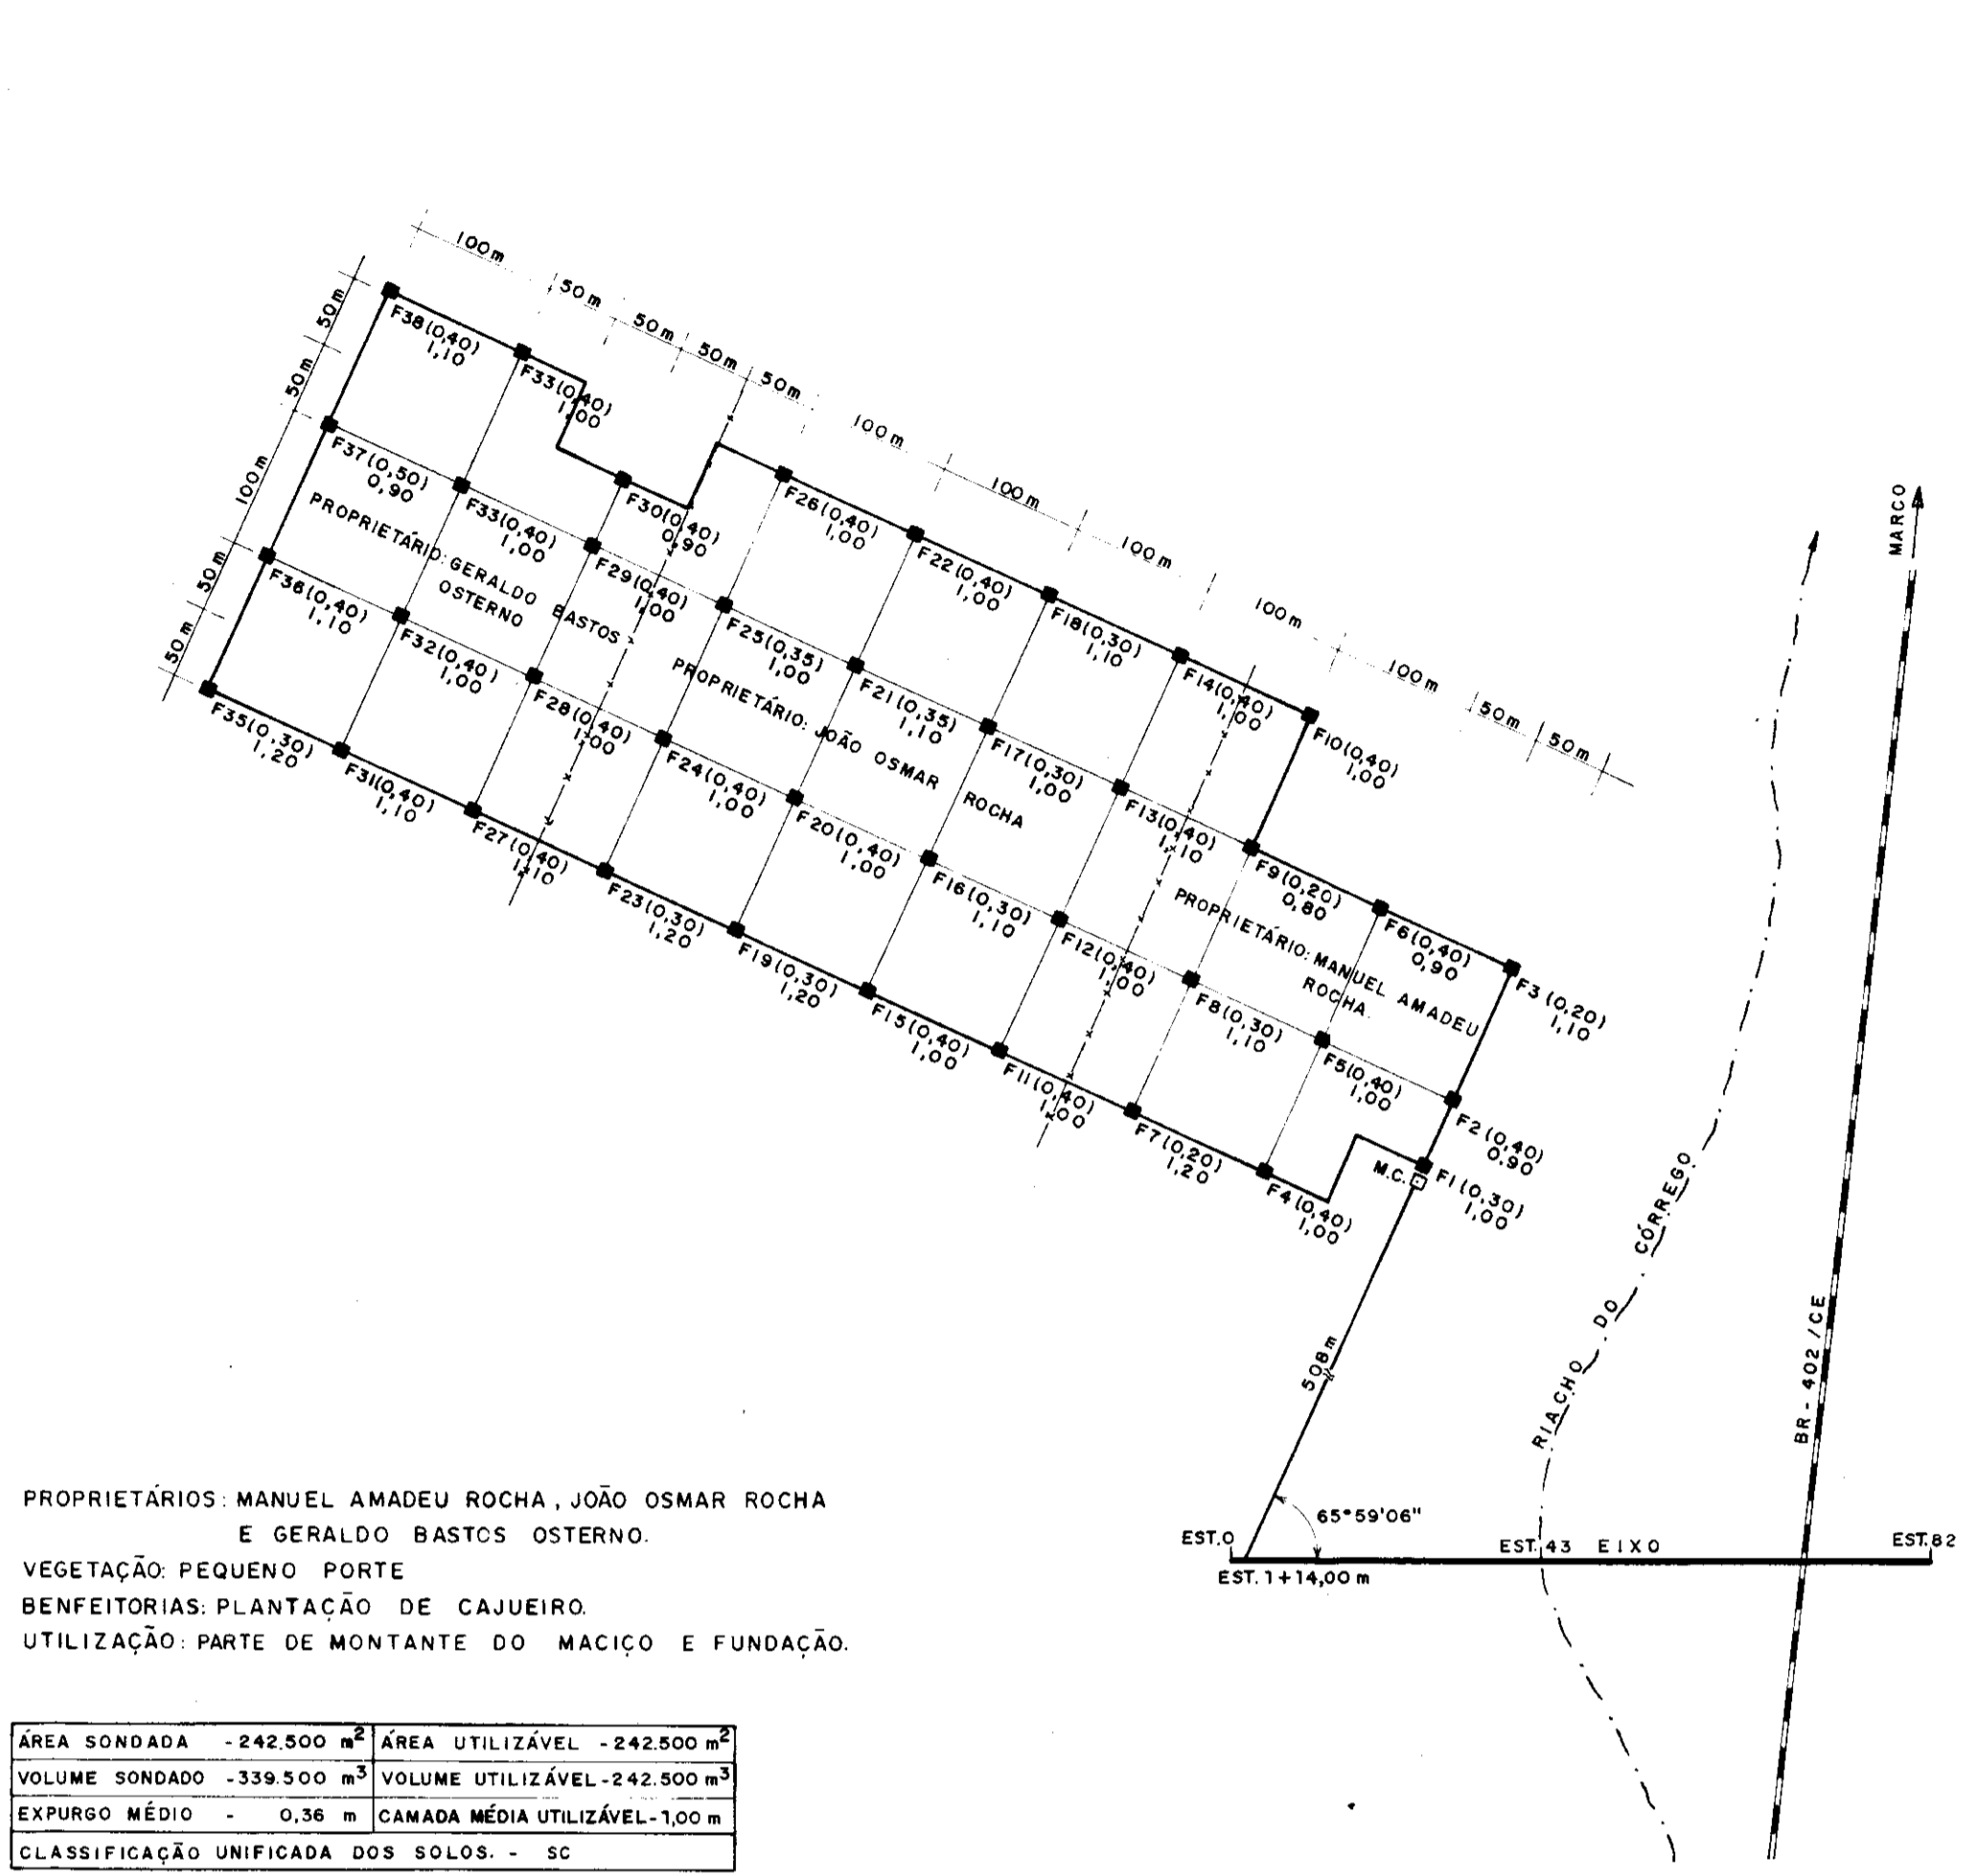 100m
50m
50m
50m
50m
100m
100m
100m
100m
100m
50m
50m
50m
50m
100m
50m
50m
F38(0,40)
1,10
F33(0,40)
1,00
F37(0,50)
0,90
F33(0,40)
1,00
F30(0,40)
0,90
F26(0,40)
1,00
F22(0,40)
1,00
F18(0,30)
1,10
F14(0,40)
1,00
F10(0,40)
1,00
PROPRIETÁRIO: GERALDO BASTOS
OSTERNO
F29(0,40)
1,00
F25(0,35)
1,00
F21(0,35)
1,10
F17(0,30)
1,00
F13(0,40)
1,10
F9(0,20)
0,80
F6(0,40)
0,90
F3(0,20)
1,10
F36(0,40)
1,10
F32(0,40)
1,00
F28(0,40)
1,00
PROPRIETÁRIO: JOÃO OSMAR ROCHA
F24(0,40)
1,00
F20(0,40)
1,00
F16(0,30)
1,10
F12(0,40)
1,00
PROPRIETÁRIO: MANUEL AMADEU
ROCHA.
F8(0,30)
1,10
F5(0,40)
1,00
F2(0,40)
0,90
F35(0,30)
1,20
F31(0,40)
1,10
F27(0,40)
1,10
F23(0,30)
1,20
F19(0,30)
1,20
F15(0,40)
1,00
F11(0,40)
1,00
F7(0,20)
1,20
F4(0,40)
1,00
M.C.
F1(0,30)
1,00
MARCO
BR-402/CE
RIACHO DO CÓRREGO
508m
65°59'06"
EST.0
EST.43 EIXO
EST.82
EST.1+14,00 m
PROPRIETÁRIOS: MANUEL AMADEU ROCHA, JOÃO OSMAR ROCHA
E GERALDO BASTOS OSTERNO.
VEGETAÇÃO: PEQUENO PORTE
BENFEITORIAS: PLANTAÇÃO DE CAJUEIRO.
UTILIZAÇÃO: PARTE DE MONTANTE DO MACIÇO E FUNDAÇÃO.
ÁREA SONDADA - 242.500 m² ÁREA UTILIZÁVEL - 242.500 m²
VOLUME SONDADO - 339.500 m³ VOLUME UTILIZÁVEL - 242.500 m³
EXPURGO MÉDIO - 0,36 m CAMADA MÉDIA UTILIZÁVEL - 1,00 m
CLASSIFICAÇÃO UNIFICADA DOS SOLOS. - SC